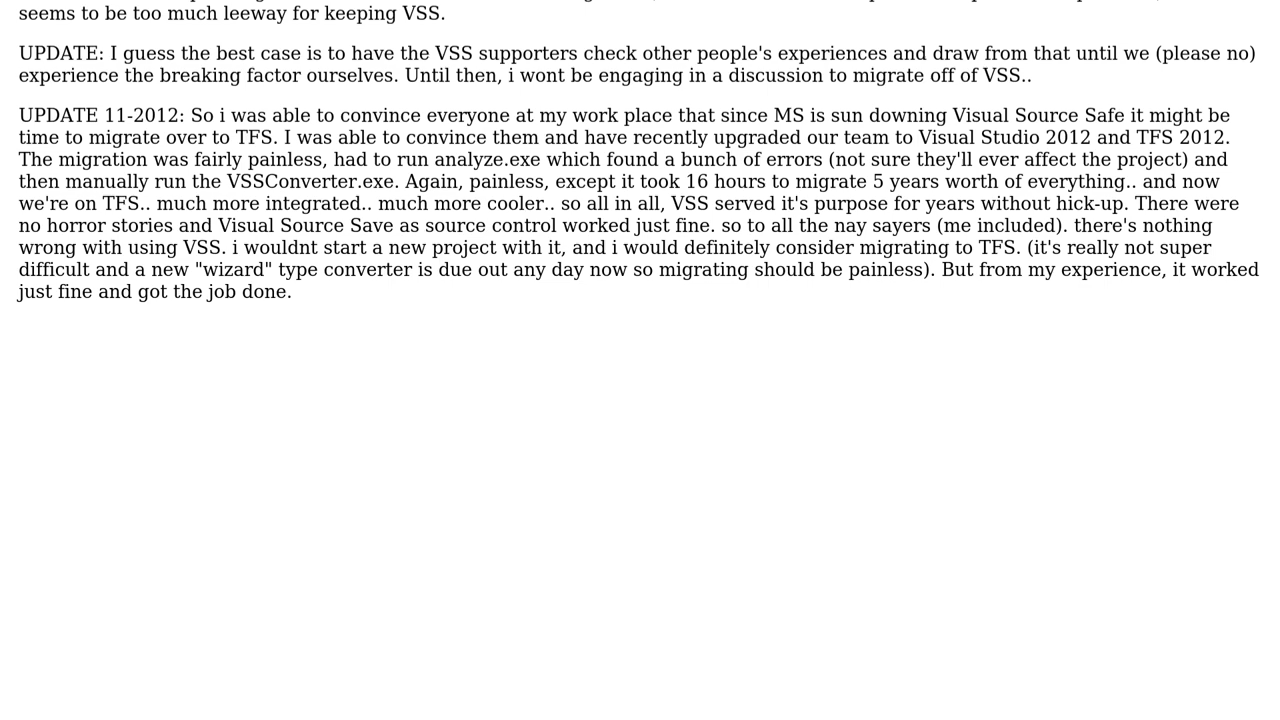 seems to be too much leeway for keeping VSS.
UPDATE: I guess the best case is to have the VSS supporters check other people's experiences and draw from that until we (please no)
experience the breaking factor ourselves. Until then, i wont be engaging in a discussion to migrate off of VSS..
UPDATE 11-2012: So i was able to convince everyone at my work place that since MS is sun downing Visual Source Safe it might be
time to migrate over to TFS. I was able to convince them and have recently upgraded our team to Visual Studio 2012 and TFS 2012.
The migration was fairly painless, had to run analyze.exe which found a bunch of errors (not sure they'll ever affect the project) and
then manually run the VSSConverter.exe. Again, painless, except it took 16 hours to migrate 5 years worth of everything.. and now
we're on TFS.. much more integrated.. much more cooler.. so all in all, VSS served it's purpose for years without hick-up. There were
no horror stories and Visual Source Save as source control worked just fine. so to all the nay sayers (me included). there's nothing
wrong with using VSS. i wouldnt start a new project with it, and i would definitely consider migrating to TFS. (it's really not super
difficult and a new "wizard" type converter is due out any day now so migrating should be painless). But from my experience, it worked
just fine and got the job done.